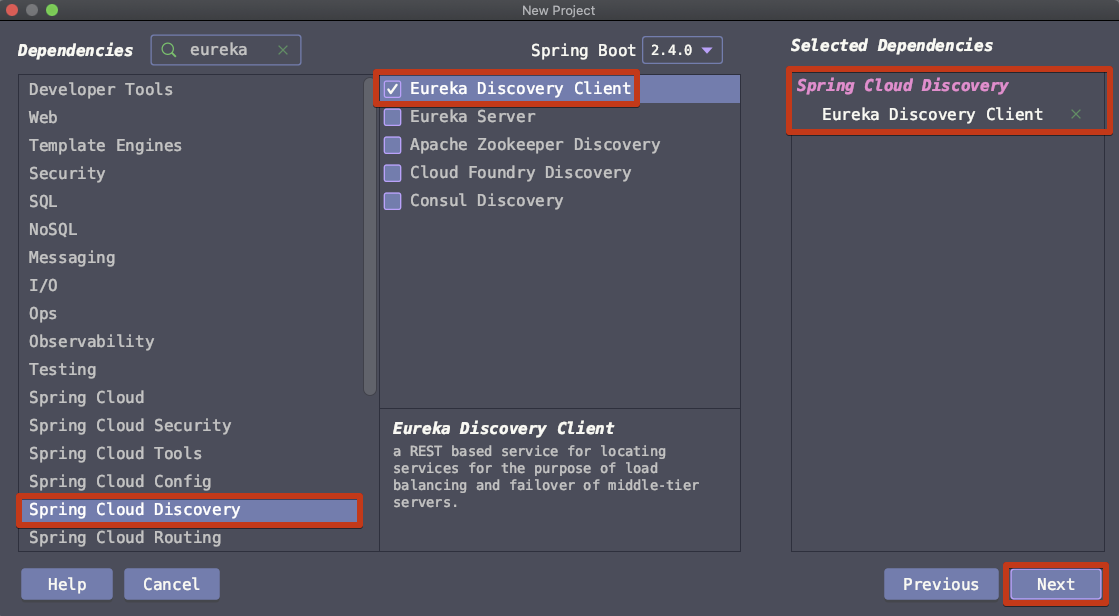 New Project
Dependencies
eureka
Spring Boot
2.4.0
Selected Dependencies
Developer Tools
Web
Template Engines
Security
SQL
NoSQL
Messaging
I/O
Ops
Observability
Testing
Spring Cloud
Spring Cloud Security
Spring Cloud Tools
Spring Cloud Config
Spring Cloud Discovery
Spring Cloud Routing
Eureka Discovery Client
Eureka Server
Apache Zookeeper Discovery
Cloud Foundry Discovery
Consul Discovery
Eureka Discovery Client
a REST based service for locating
services for the purpose of load
balancing and failover of middle-tier
servers.
Spring Cloud Discovery
Eureka Discovery Client
Help
Cancel
Previous
Next